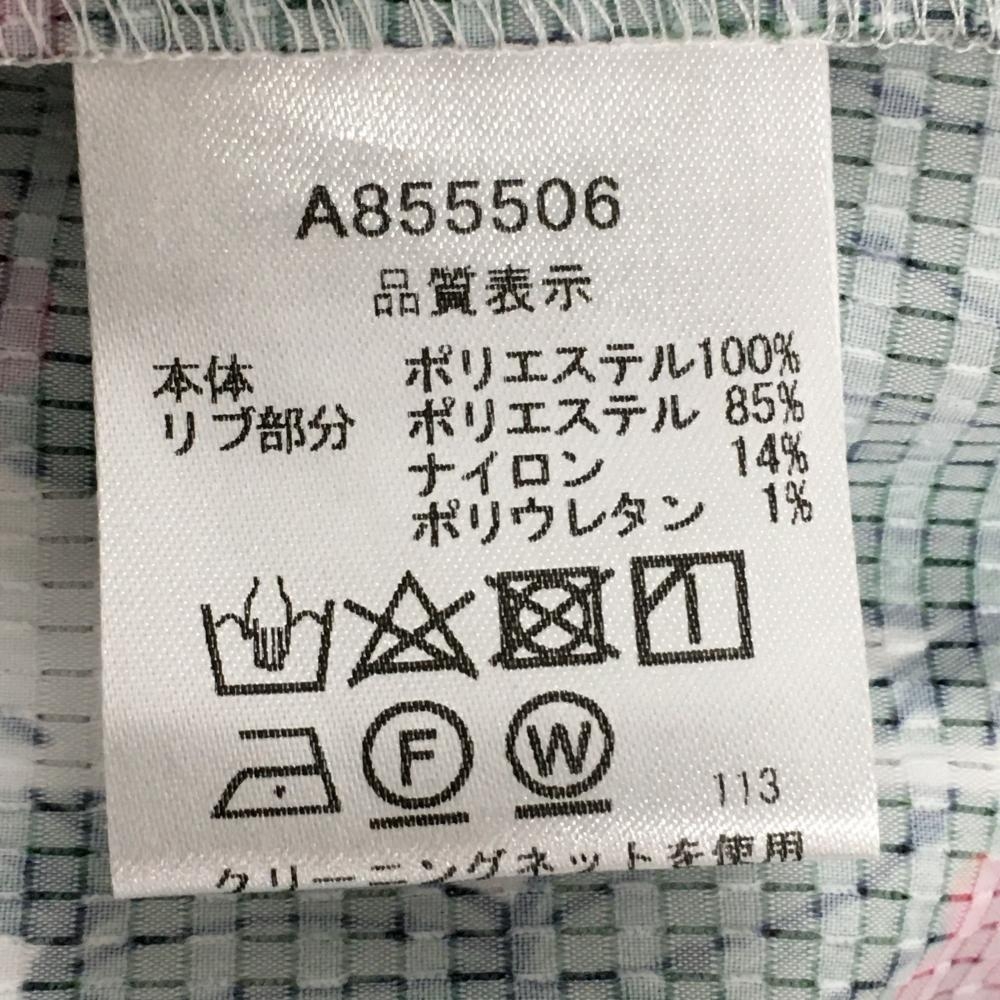 A855506
品質表示
本体 ポリエステル100%
リブ部分 ポリエステル 85%
ナイロン 14%
ポリウレタン 1%
F W 113
クリーニングネットを使用